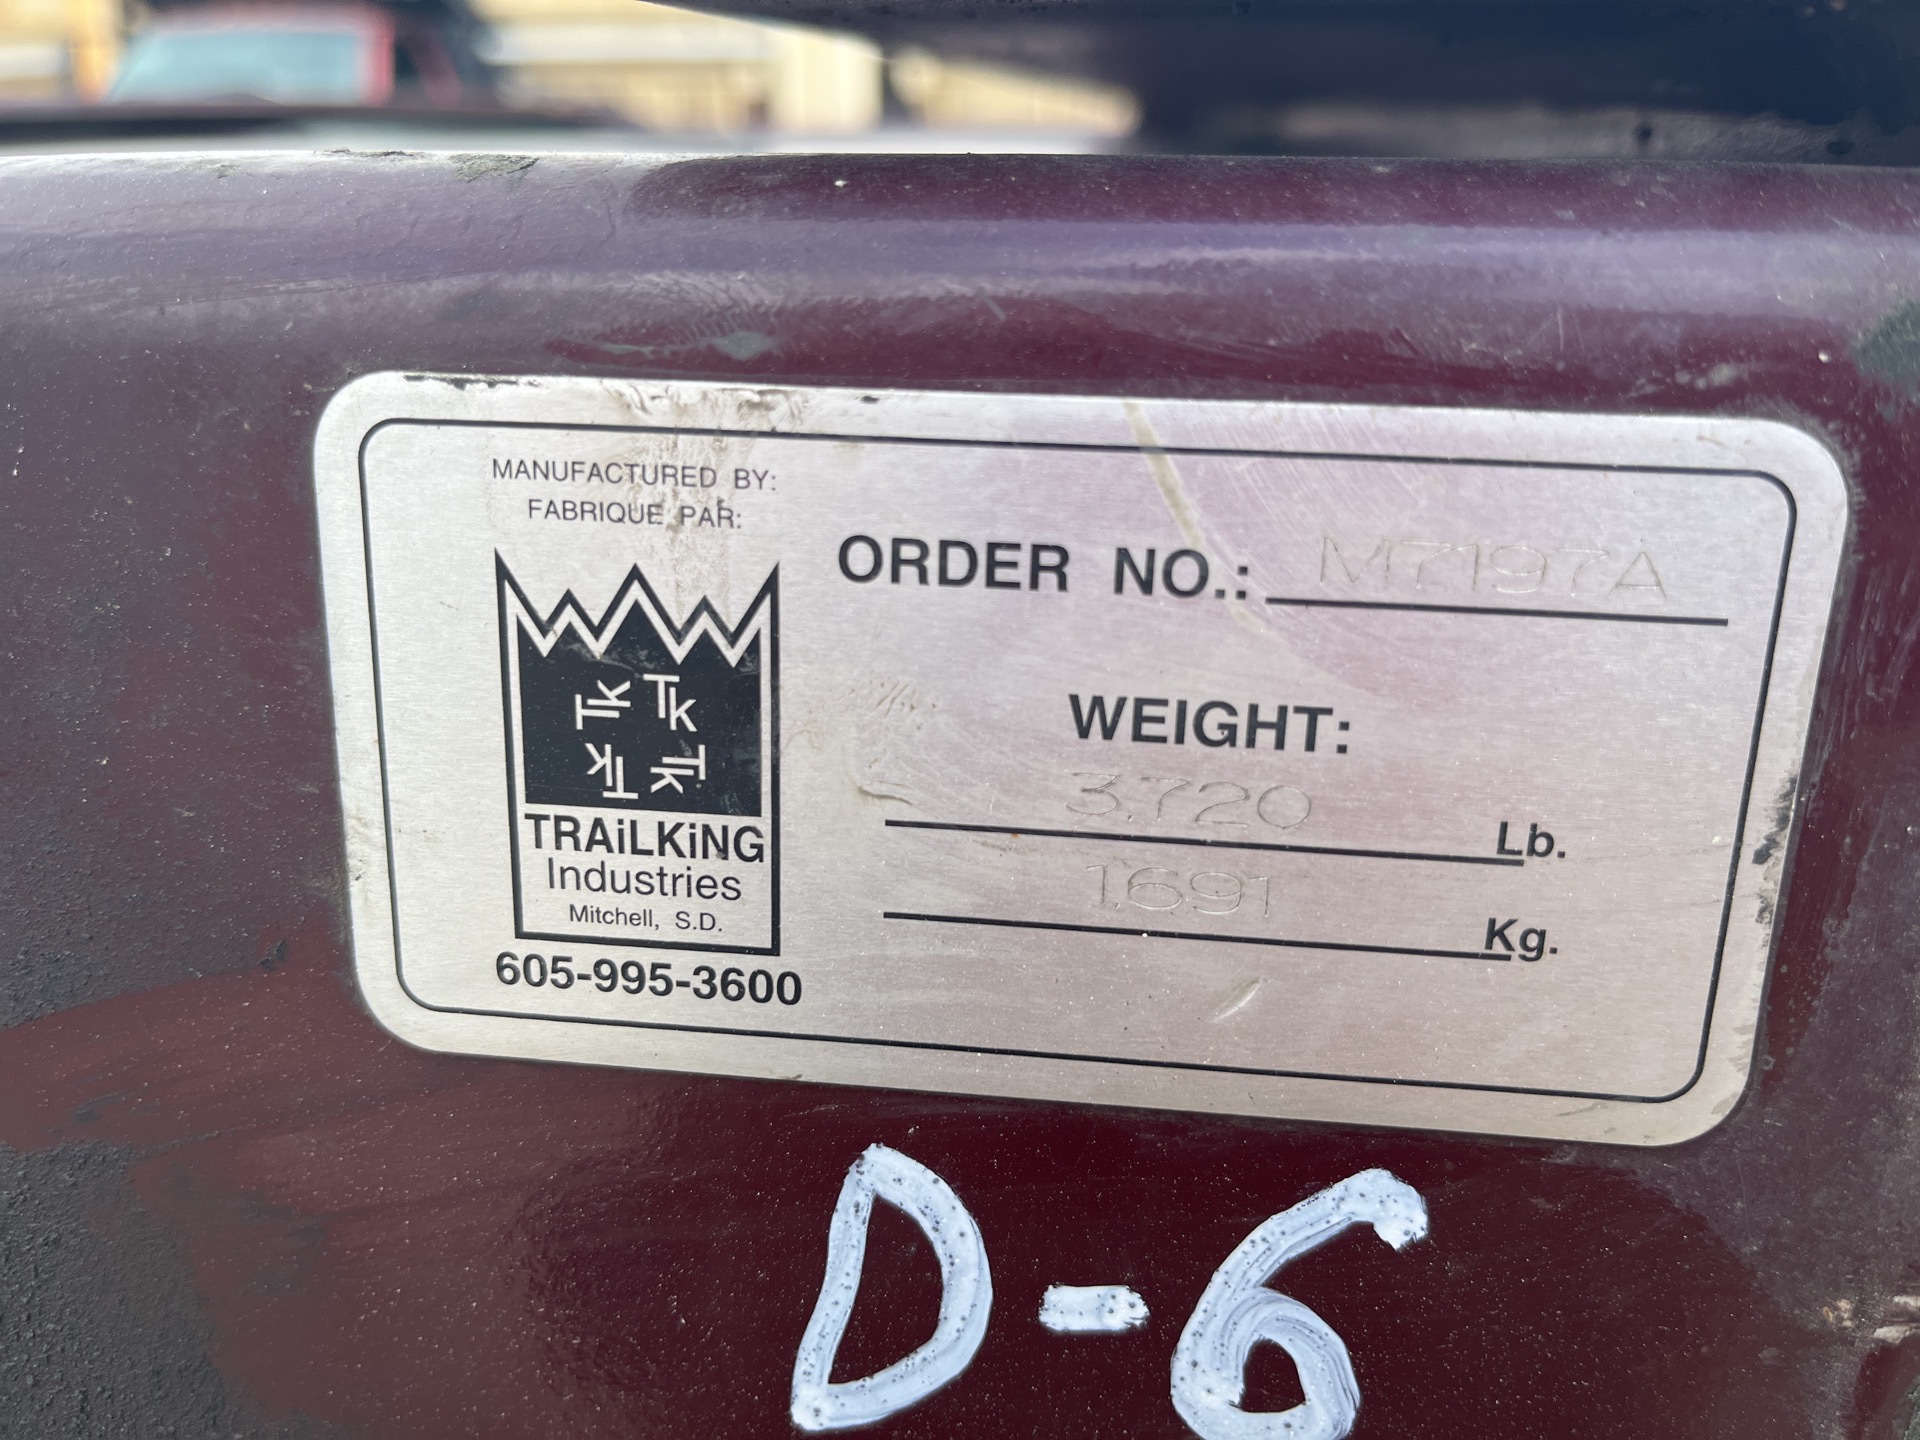 MANUFACTURED BY:
FABRIQUE PAR:
TK TK
TK TK
TRAiLKiNG
Industries
Mitchell, S.D.
605-995-3600
ORDER NO.: M7197A
WEIGHT:
3,720 Lb.
1,691 Kg.
D-6